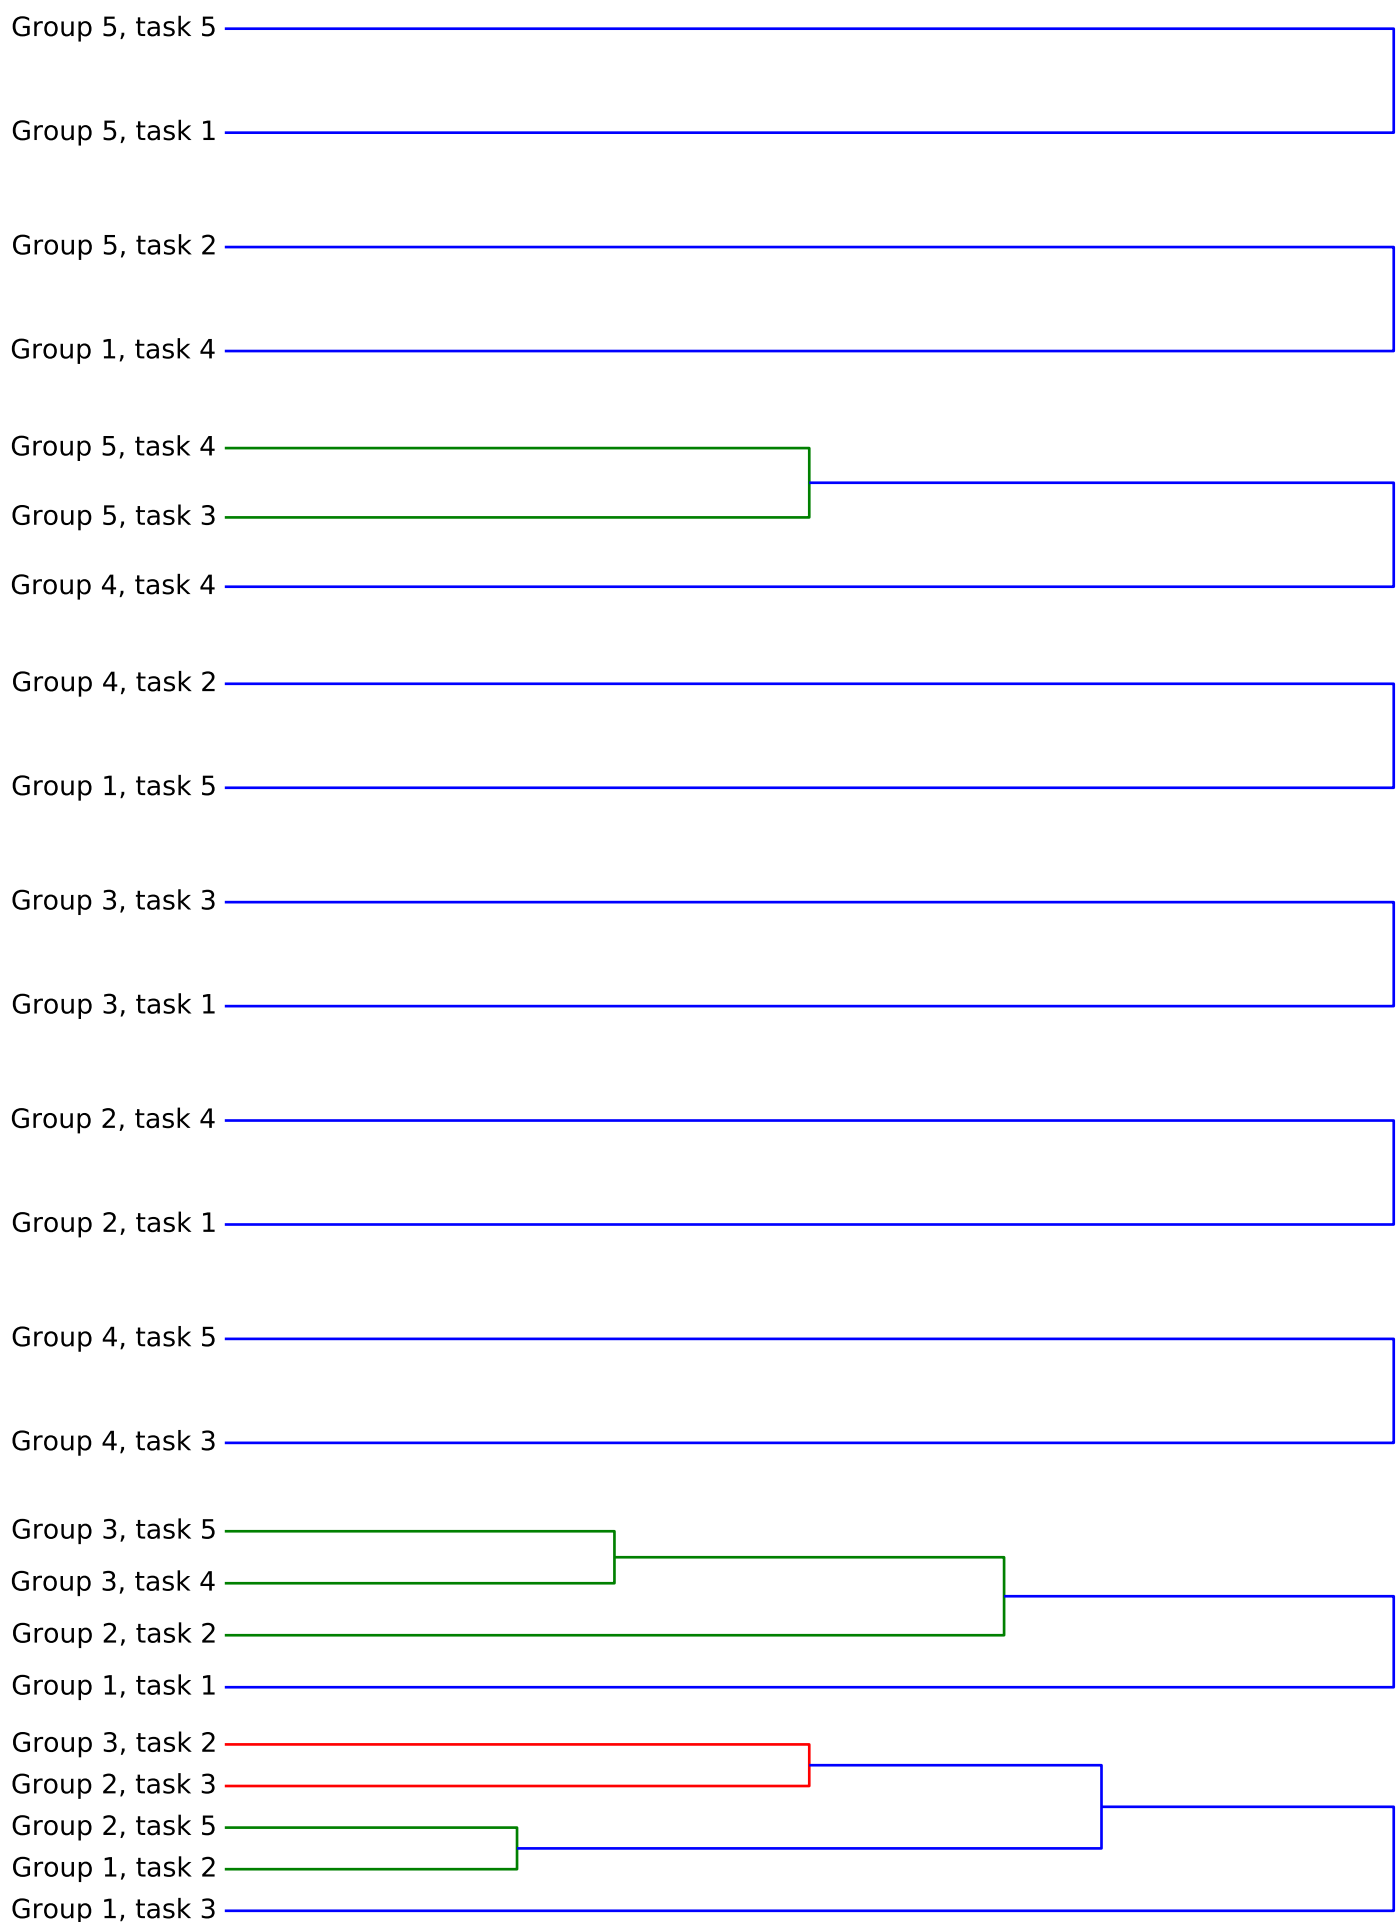 Group 5, task 5
Group 5, task 1
Group 5, task 2
Group 1, task 4
Group 5, task 4
Group 5, task 3
Group 4, task 4
Group 4, task 2
Group 1, task 5
Group 3, task 3
Group 3, task 1
Group 2, task 4
Group 2, task 1
Group 4, task 5
Group 4, task 3
Group 3, task 5
Group 3, task 4
Group 2, task 2
Group 1, task 1
Group 3, task 2
Group 2, task 3
Group 2, task 5
Group 1, task 2
Group 1, task 3